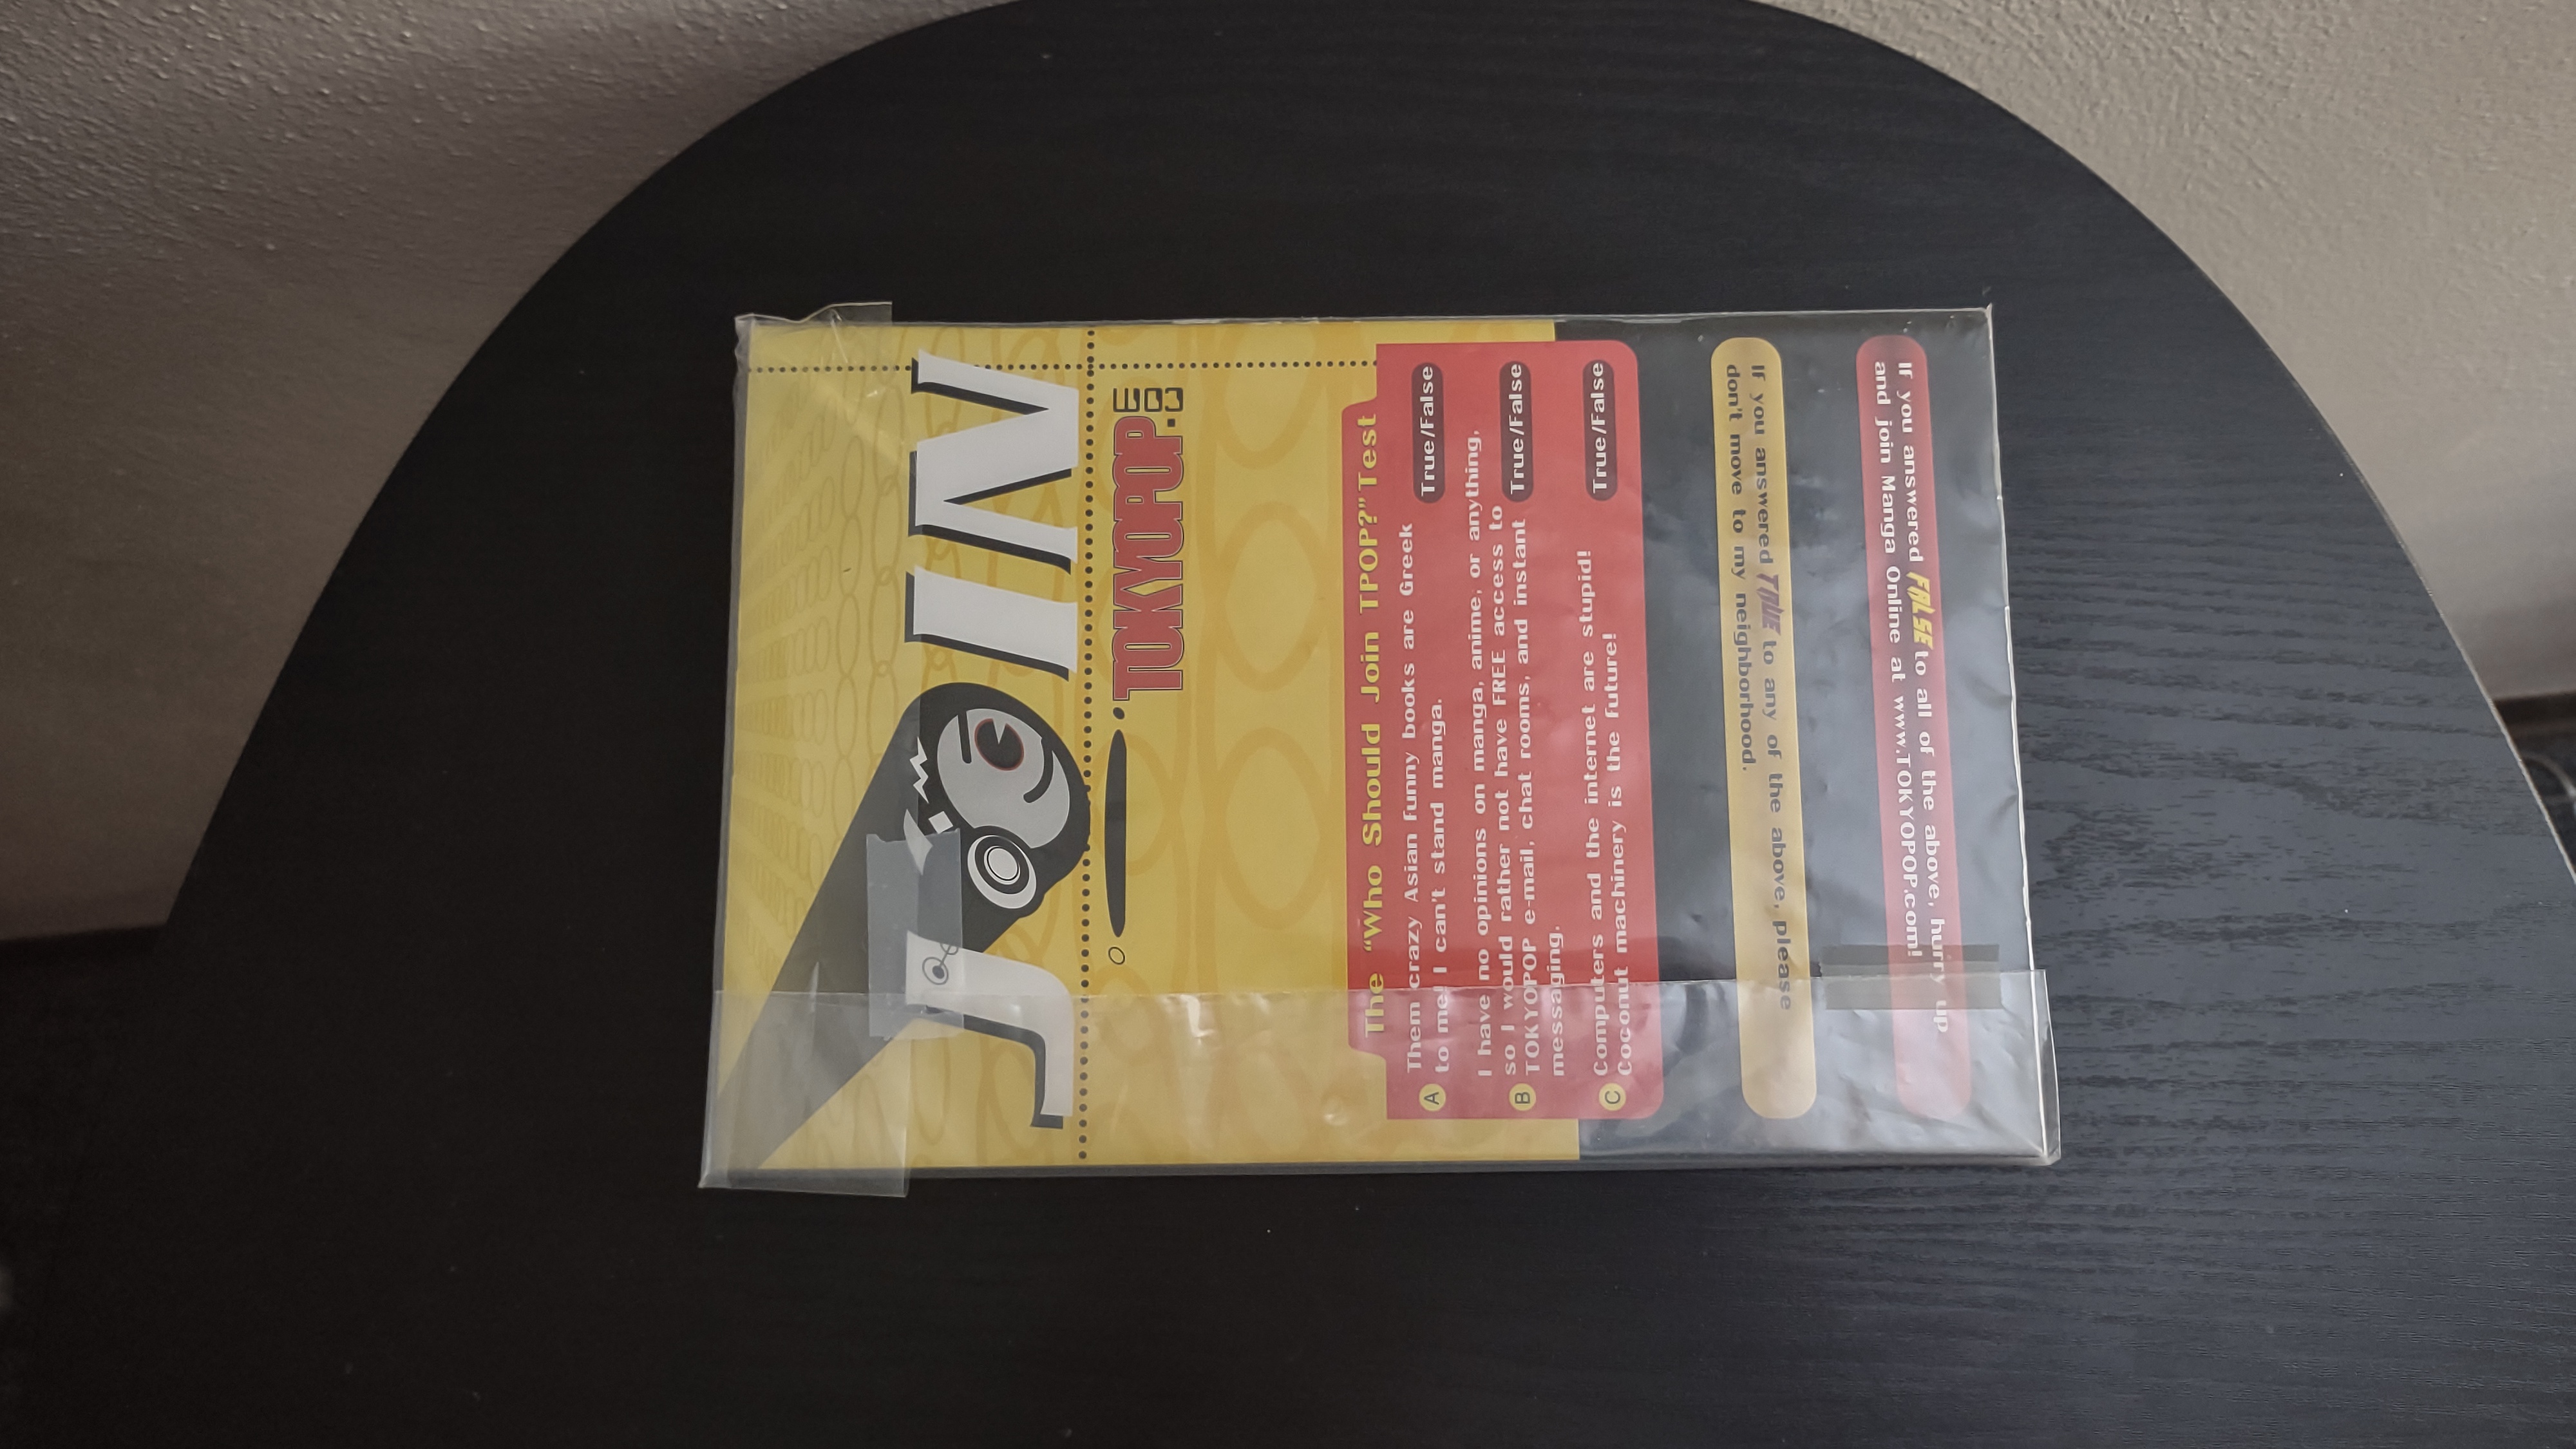 JOIN
TOKYOPOP.COM
The "Who Should Join TPOP?" Test
A Them crazy Asian funny books are Greek
to me! I can't stand manga.
True/False
B I have no opinions on manga, anime, or anything,
so I would rather not have FREE access to
TOKYOPOP e-mail, chat rooms, and instant
messaging.
True/False
C Computers and the internet are stupid!
Coconut machinery is the future!
True/False
If you answered TRUE to any of the above, please
don't move to my neighborhood.
If you answered FALSE to all of the above, hurry up
and join Manga Online at www.TOKYOPOP.com!